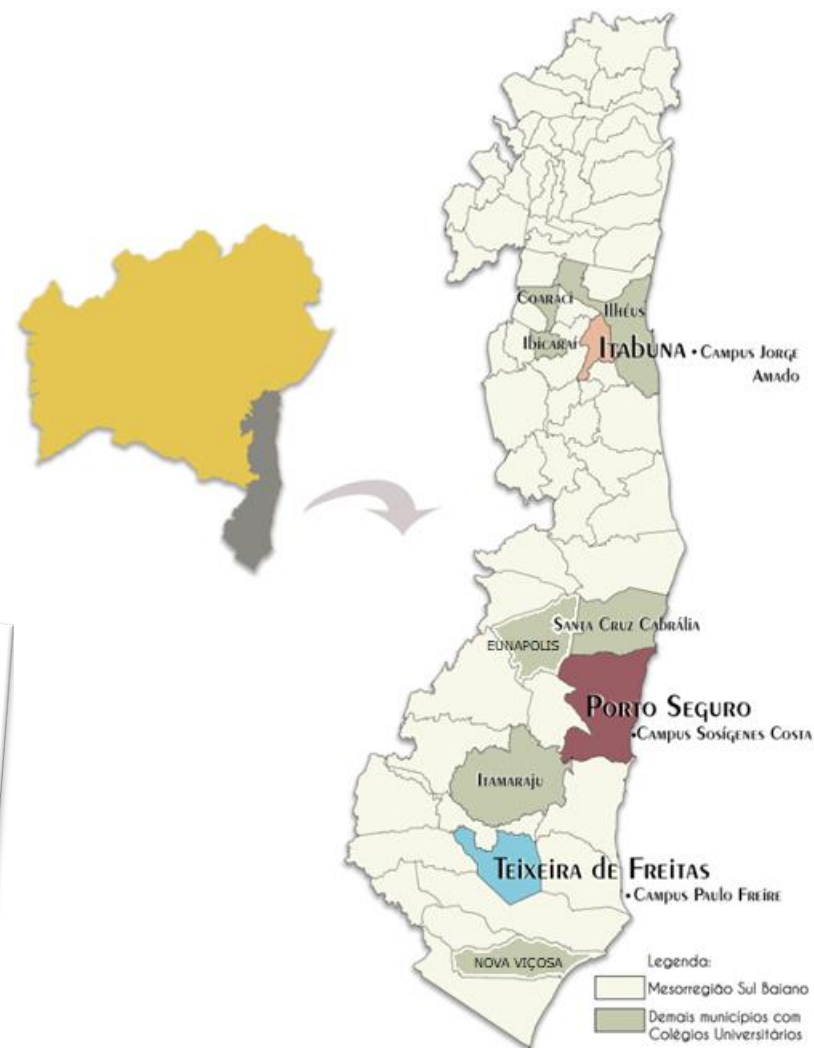 Coaraci
Ilhéus
Ibicaraí
Itabuna • Campus Jorge
Amado
Santa Cruz Cabrália
EUNAPOLIS
Porto Seguro
• Campus Sosígenes Costa
Itamaraju
Teixeira de Freitas
• Campus Paulo Freire
NOVA VIÇOSA
Legenda:
Mesorregião Sul Baiano
Demais municípios com
Colégios Universitários